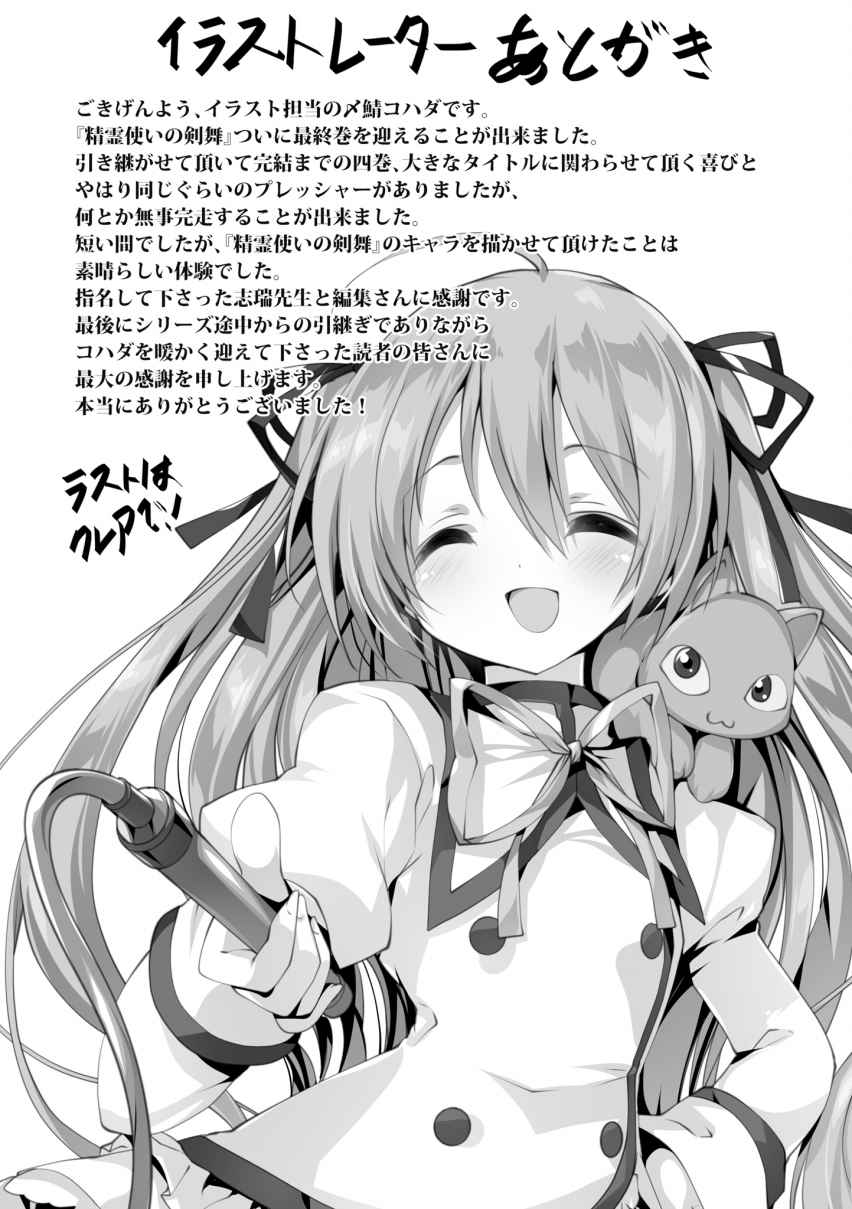 イラストレーターあとがき
ごきげんよう、イラスト担当の〆鯖コハダです。
『精霊使いの剣舞』ついに最終巻を迎えることが出来ました。
引き継がせて頂いて完結までの四巻、大きなタイトルに関わらせて頂く喜びと
やはり同じぐらいのプレッシャーがありましたが、
何とか無事完走することが出来ました。
短い間でしたが、『精霊使いの剣舞』のキャラを描かせて頂けたことは
素晴らしい体験でした。
指名して下さった志瑞先生と編集さんに感謝です。
最後にシリーズ途中からの引継ぎでありながら
コハダを暖かく迎えて下さった読者の皆さんに
最大の感謝を申し上げます。
本当にありがとうございました！
ラストは
クレアで！